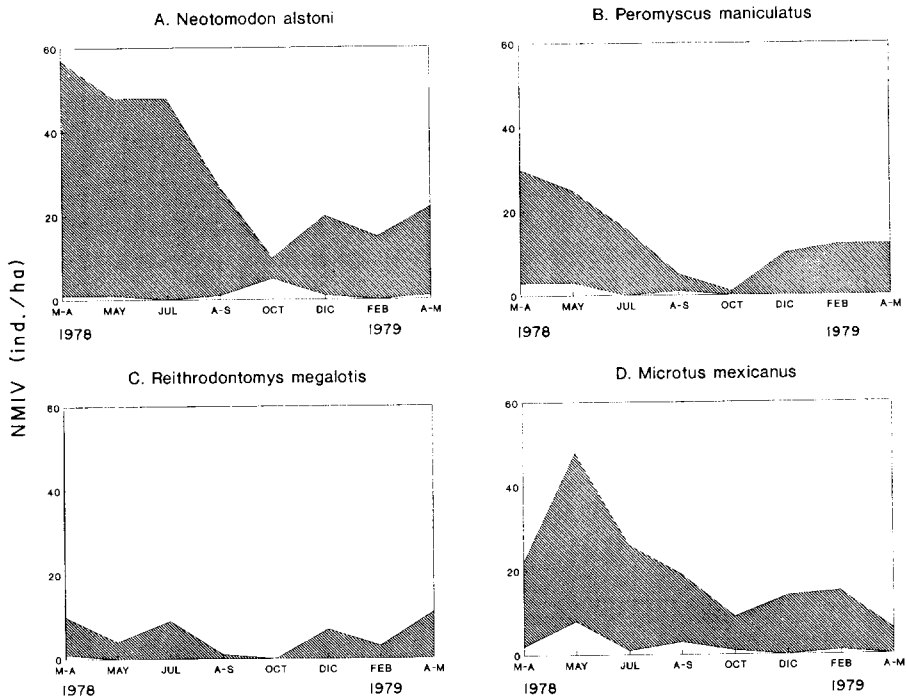 A. Neotomodon alstoni
60
40
20
0
M-A MAY JUL A-S OCT DIC FEB A-M
1978 1979
B. Peromyscus maniculatus
60
40
20
0
M-A MAY JUL A-S OCT DIC FEB A-M
1978 1979
NMIV (ind./ha)
C. Reithrodontomys megalotis
60
40
20
0
M-A MAY JUL A-S OCT DIC FEB A-M
1978 1979
D. Microtus mexicanus
60
40
20
0
M-A MAY JUL A-S OCT DIC FEB A-M
1978 1979